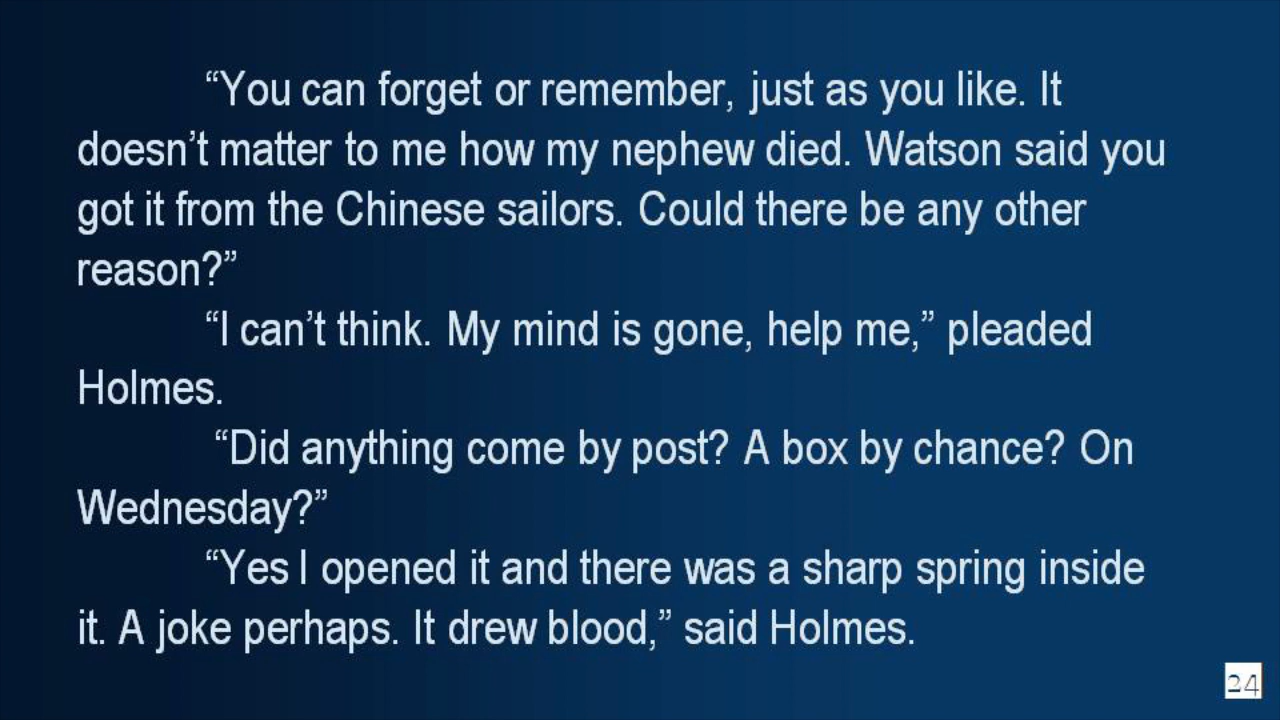 “You can forget or remember, just as you like. It
doesn’t matter to me how my nephew died. Watson said you
got it from the Chinese sailors. Could there be any other
reason?”
“I can’t think. My mind is gone, help me,” pleaded
Holmes.
“Did anything come by post? A box by chance? On
Wednesday?”
“Yes I opened it and there was a sharp spring inside
it. A joke perhaps. It drew blood,” said Holmes.
24